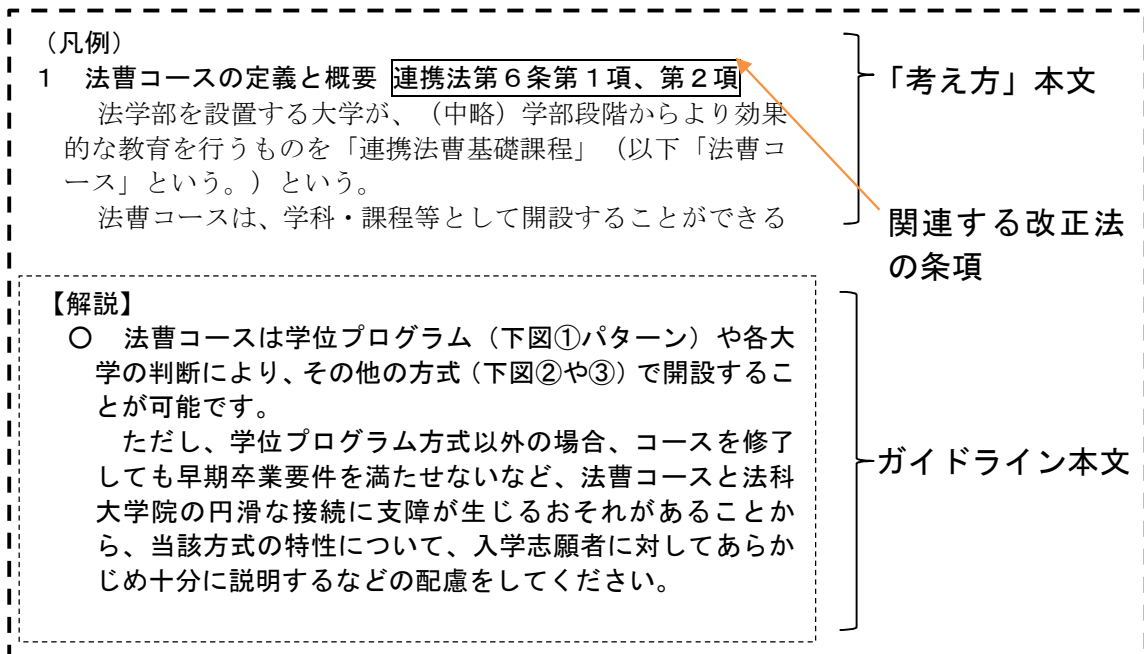 （凡例）
１　法曹コースの定義と概要　連携法第６条第１項、第２項
法学部を設置する大学が、（中略）学部段階からより効果
的な教育を行うものを「連携法曹基礎課程」（以下「法曹コ
ース」という。）という。
法曹コースは、学科・課程等として開設することができる
「考え方」本文
関連する改正法
の条項
【解説】
〇　法曹コースは学位プログラム（下図①パターン）や各大
学の判断により、その他の方式（下図②や③）で開設するこ
とが可能です。
ただし、学位プログラム方式以外の場合、コースを修了
しても早期卒業要件を満たせないなど、法曹コースと法科
大学院の円滑な接続に支障が生じるおそれがあることか
ら、当該方式の特性について、入学志願者に対してあらか
じめ十分に説明するなどの配慮をしてください。
ガイドライン本文